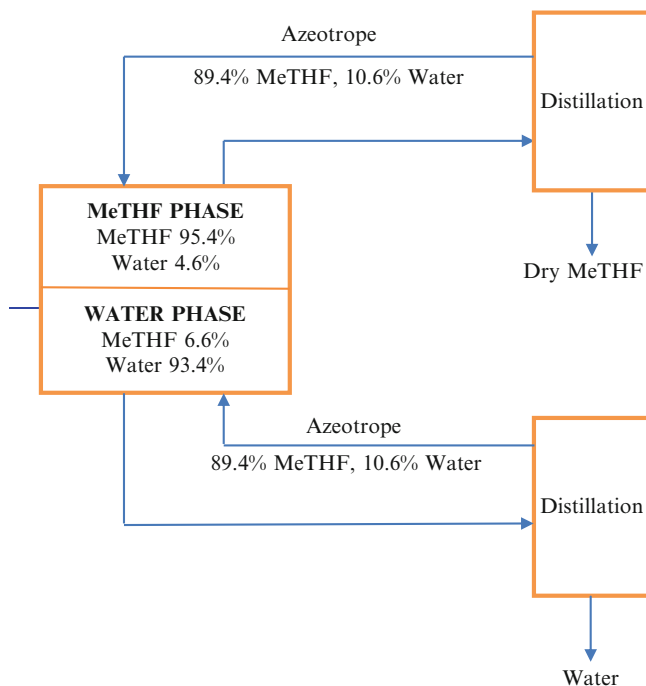 Azeotrope
89.4% MeTHF, 10.6% Water
Distillation
MeTHF PHASE
MeTHF 95.4%
Water 4.6%
Dry MeTHF
WATER PHASE
MeTHF 6.6%
Water 93.4%
Azeotrope
89.4% MeTHF, 10.6% Water
Distillation
Water